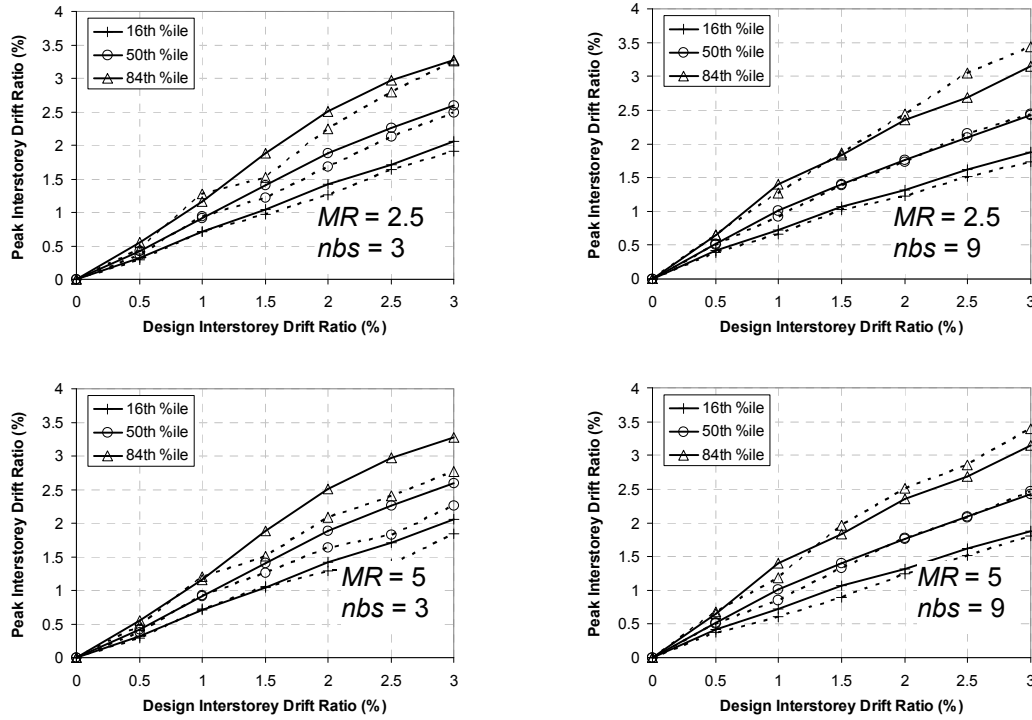 4
3.5
3
2.5
2
1.5
1
0.5
0
Peak Interstorey Drift Ratio (%)
16th %ile
50th %ile
84th %ile
MR = 2.5
nbs = 3
0 0.5 1 1.5 2 2.5 3
Design Interstorey Drift Ratio (%)
4
3.5
3
2.5
2
1.5
1
0.5
0
Peak Interstorey Drift Ratio (%)
16th %ile
50th %ile
84th %ile
MR = 2.5
nbs = 9
0 0.5 1 1.5 2 2.5 3
Design Interstorey Drift Ratio (%)
4
3.5
3
2.5
2
1.5
1
0.5
0
Peak Interstorey Drift Ratio (%)
16th %ile
50th %ile
84th %ile
MR = 5
nbs = 3
0 0.5 1 1.5 2 2.5 3
Design Interstorey Drift Ratio (%)
4
3.5
3
2.5
2
1.5
1
0.5
0
Peak Interstorey Drift Ratio (%)
16th %ile
50th %ile
84th %ile
MR = 5
nbs = 9
0 0.5 1 1.5 2 2.5 3
Design Interstorey Drift Ratio (%)